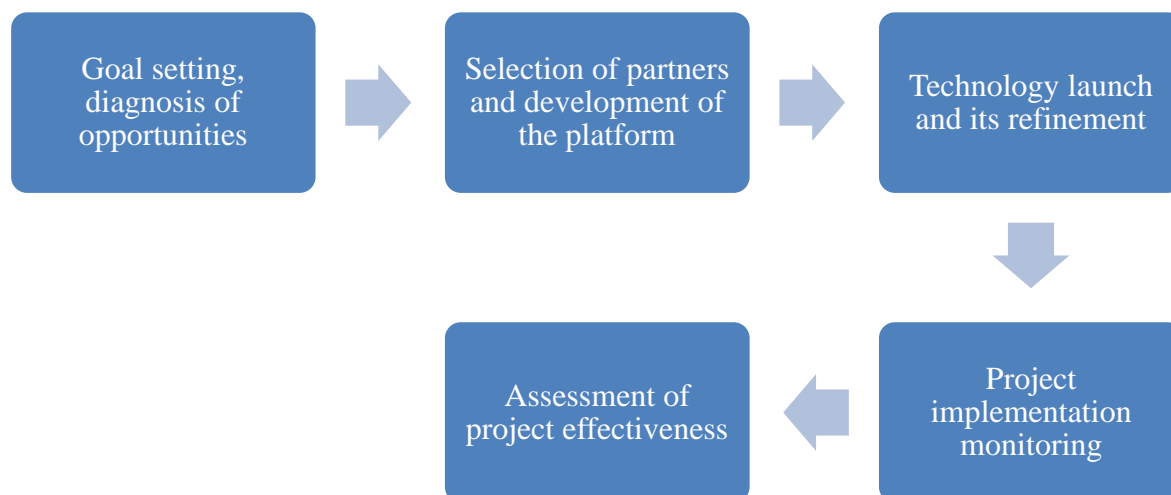 Goal setting,
diagnosis of
opportunities
Selection of partners
and development of
the platform
Technology launch
and its refinement
Project
implementation
monitoring
Assessment of
project effectiveness